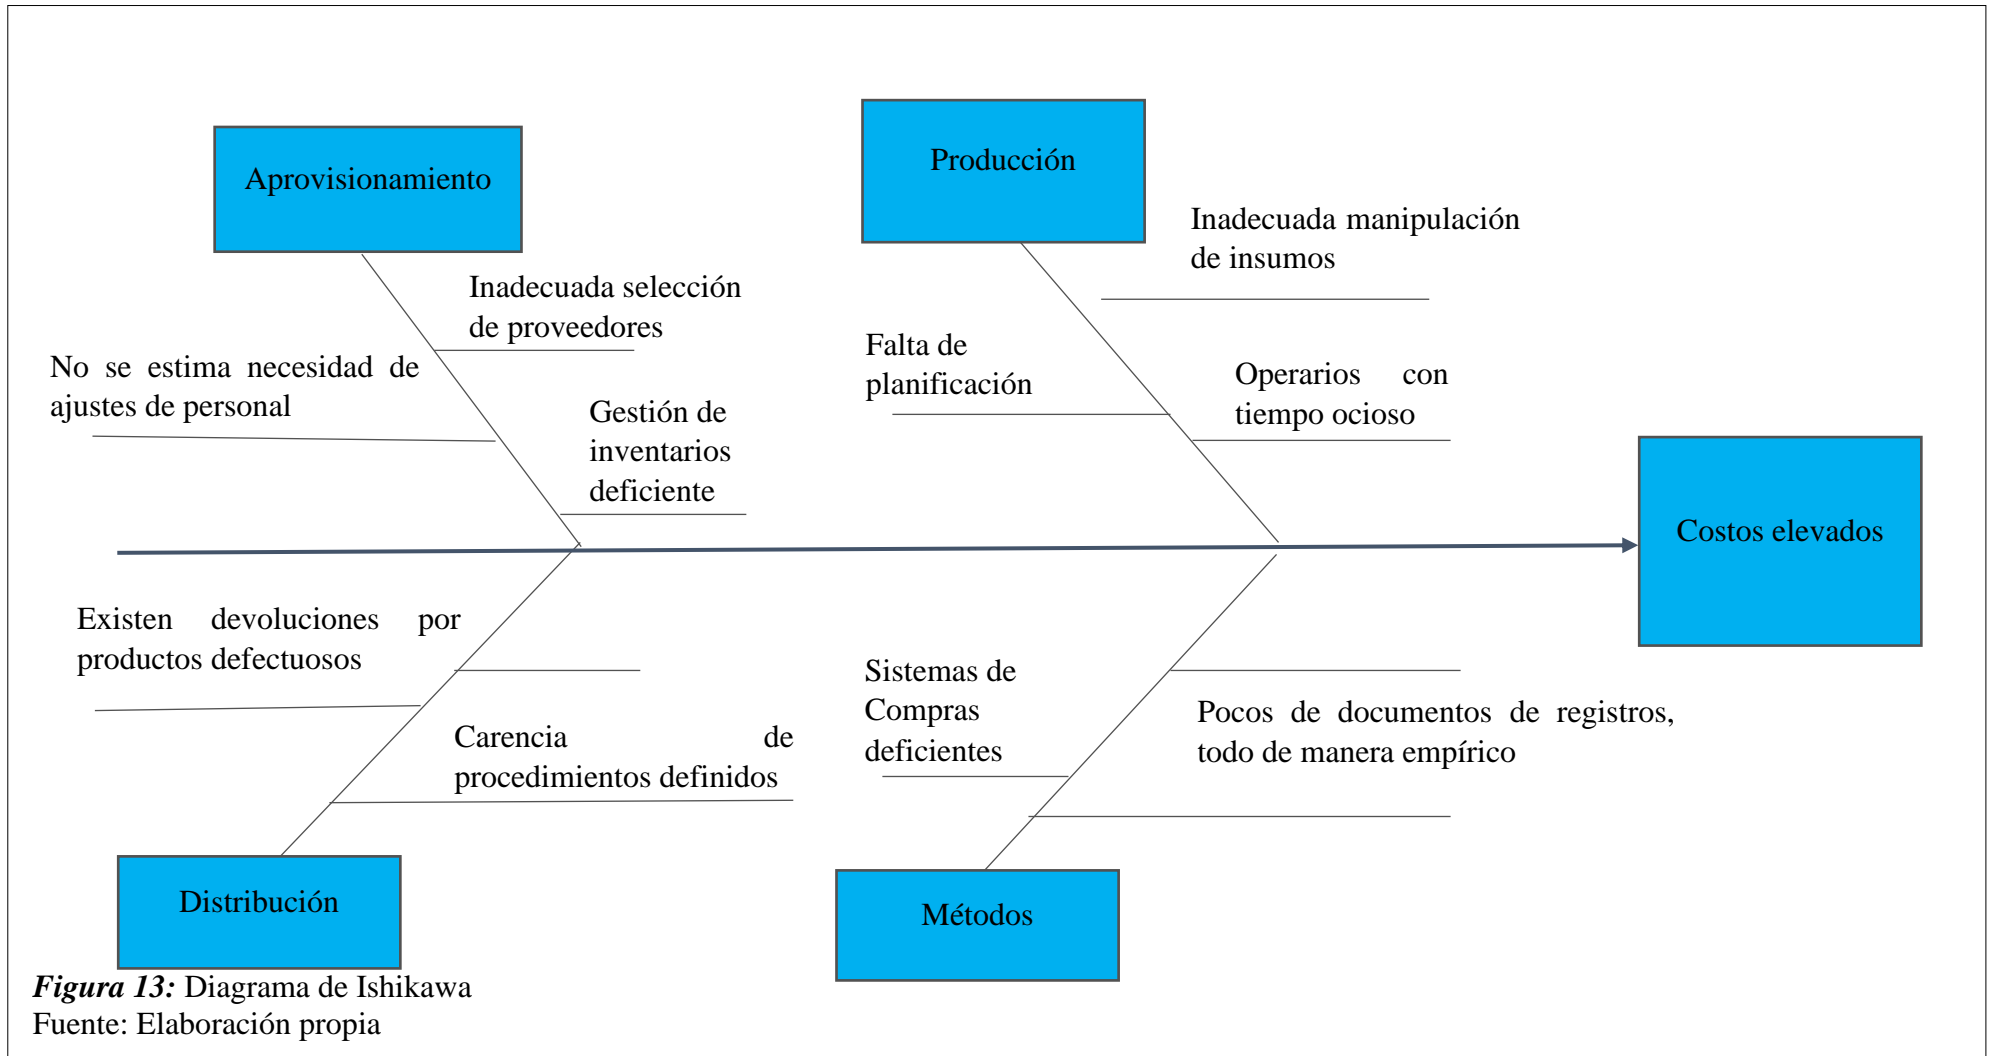 Aprovisionamiento
Producción
Inadecuada manipulación
de insumos
Inadecuada selección
de proveedores
No se estima necesidad de
ajustes de personal
Falta de
planificación
Operarios con
tiempo ocioso
Gestión de
inventarios
deficiente
Costos elevados
Existen devoluciones por
productos defectuosos
Carencia de
procedimientos definidos
Sistemas de
Compras
deficientes
Pocos de documentos de registros,
todo de manera empírico
Distribución
Métodos
Figura 13: Diagrama de Ishikawa
Fuente: Elaboración propia